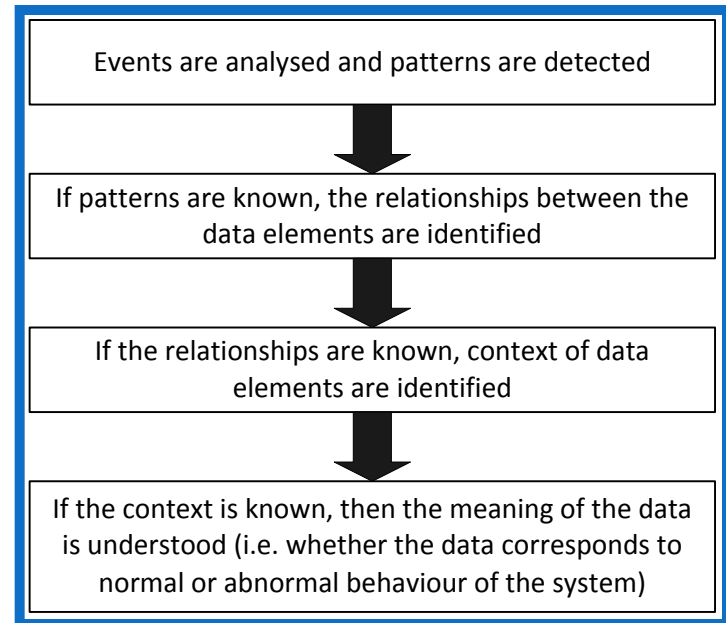 Events are analysed and patterns are detected
If patterns are known, the relationships between the
data elements are identified
If the relationships are known, context of data
elements are identified
If the context is known, then the meaning of the data
is understood (i.e. whether the data corresponds to
normal or abnormal behaviour of the system)